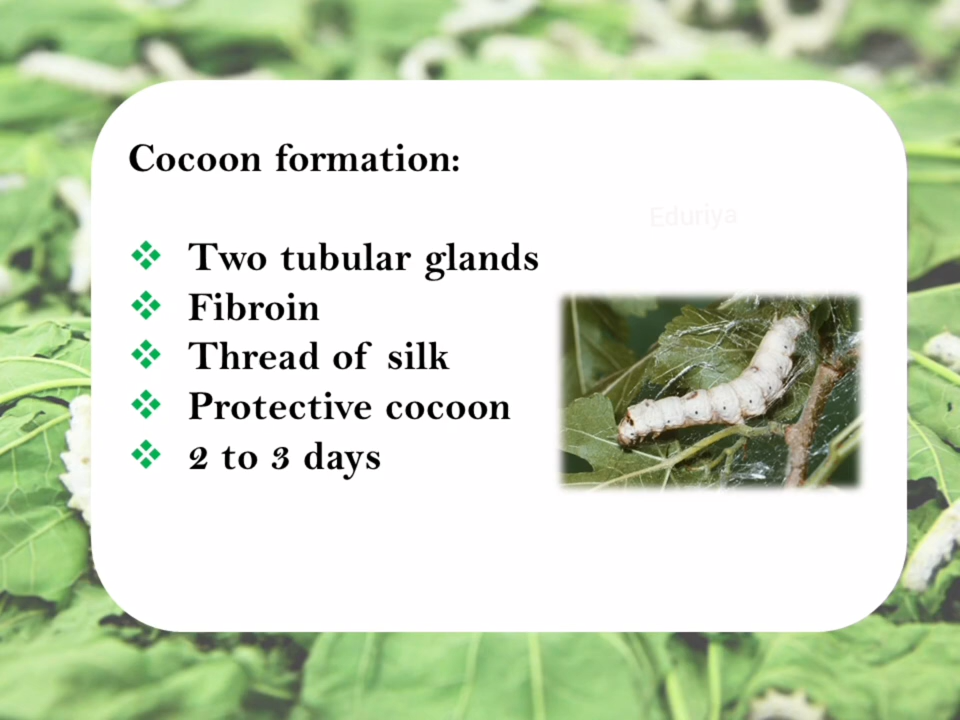 Cocoon formation:
Eduriya
Two tubular glands
Fibroin
Thread of silk
Protective cocoon
2 to 3 days